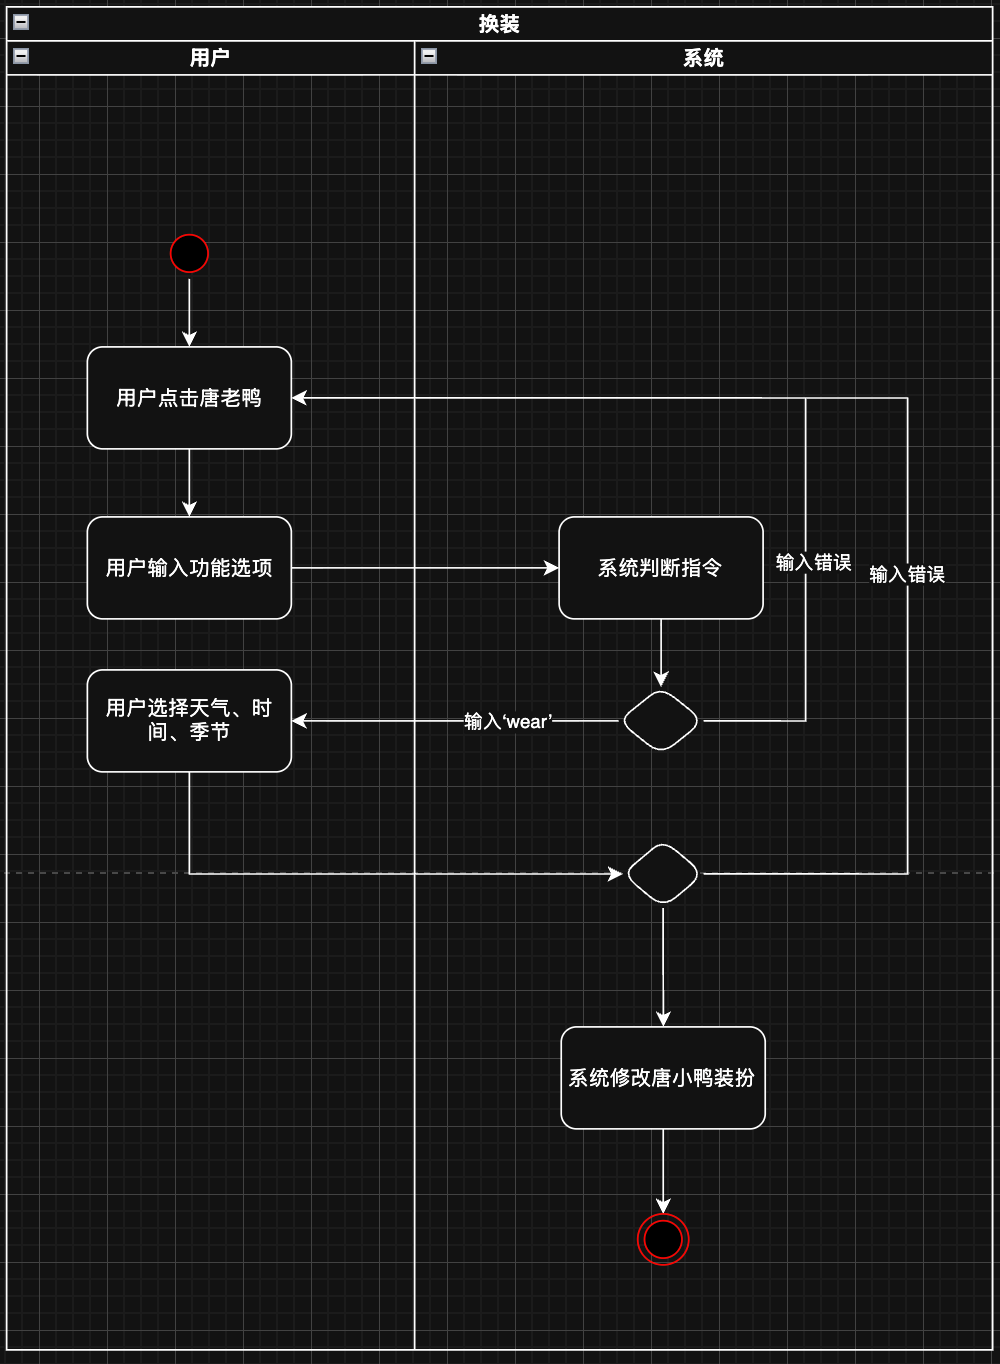 换装
用户
系统
用户点击唐老鸭
用户输入功能选项
系统判断指令
输入错误
输入错误
用户选择天气、时
间、季节
输入‘wear’
系统修改唐小鸭装扮